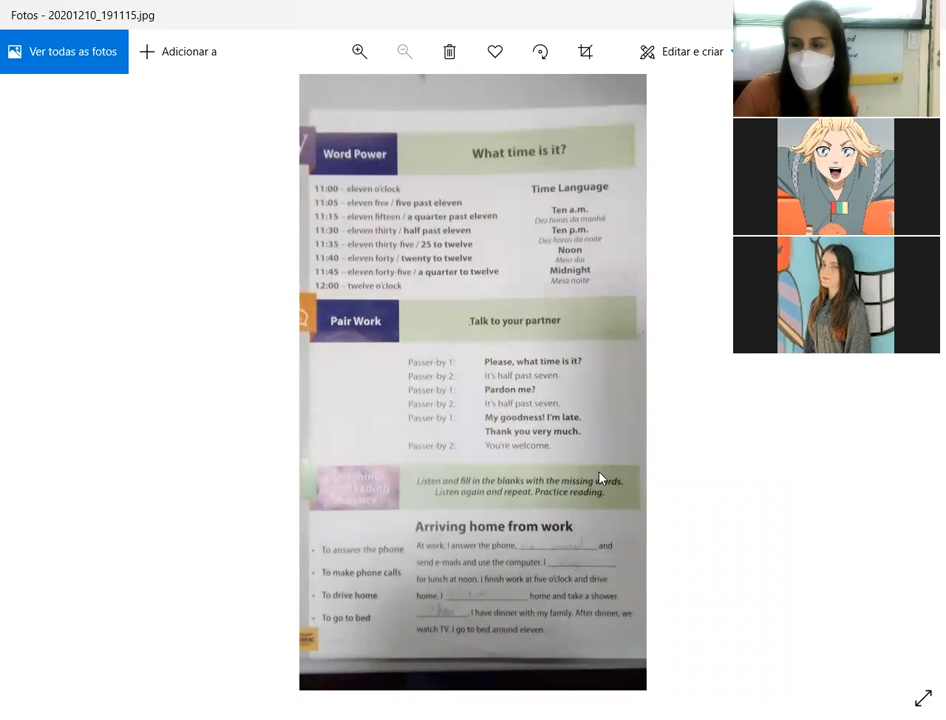 Fotos - 20201210_191115.jpg
Ver todas as fotos
Adicionar a
Editar e criar
Word Power
What time is it?
11:00 – eleven o'clock
11:05 – eleven five / five past eleven
11:15 – eleven fifteen / a quarter past eleven
11:30 – eleven thirty / half past eleven
11:35 – eleven thirty-five / 25 to twelve
11:40 – eleven forty / twenty to twelve
11:45 – eleven forty-five / a quarter to twelve
12:00 – twelve o'clock
Time Language
Ten a.m.
Dez horas da manhã
Ten p.m.
Dez horas da noite
Noon
Meio dia
Midnight
Meia noite
Pair Work
Talk to your partner
Passer-by 1: Please, what time is it?
Passer-by 2: It's half past seven.
Passer-by 1: Pardon me?
Passer-by 2: It's half past seven.
Passer-by 1: My goodness! I'm late.
Thank you very much.
Passer-by 2: You're welcome.
Listen and fill in the blanks with the missing words.
Listen again and repeat. Practice reading.
• To answer the phone
• To make phone calls
• To drive home
• To go to bed
Arriving home from work
At work, I answer the phone, and
send e-mails and use the computer. I
for lunch at noon. I finish work at five o'clock and drive
home. I home and take a shower.
. I have dinner with my family. After dinner, we
watch TV. I go to bed around eleven.